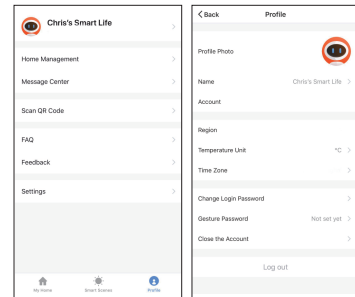 Chris's Smart Life
Home Management
Message Center
Scan QR Code
FAQ
Feedback
Settings
My Home
Smart Scenes
Profile
Back
Profile
Profile Photo
Name Chris's Smart Life
Account
Region
Temperature Unit °C
Time Zone
Change Login Password
Gesture Password Not set yet
Close the Account
Log out